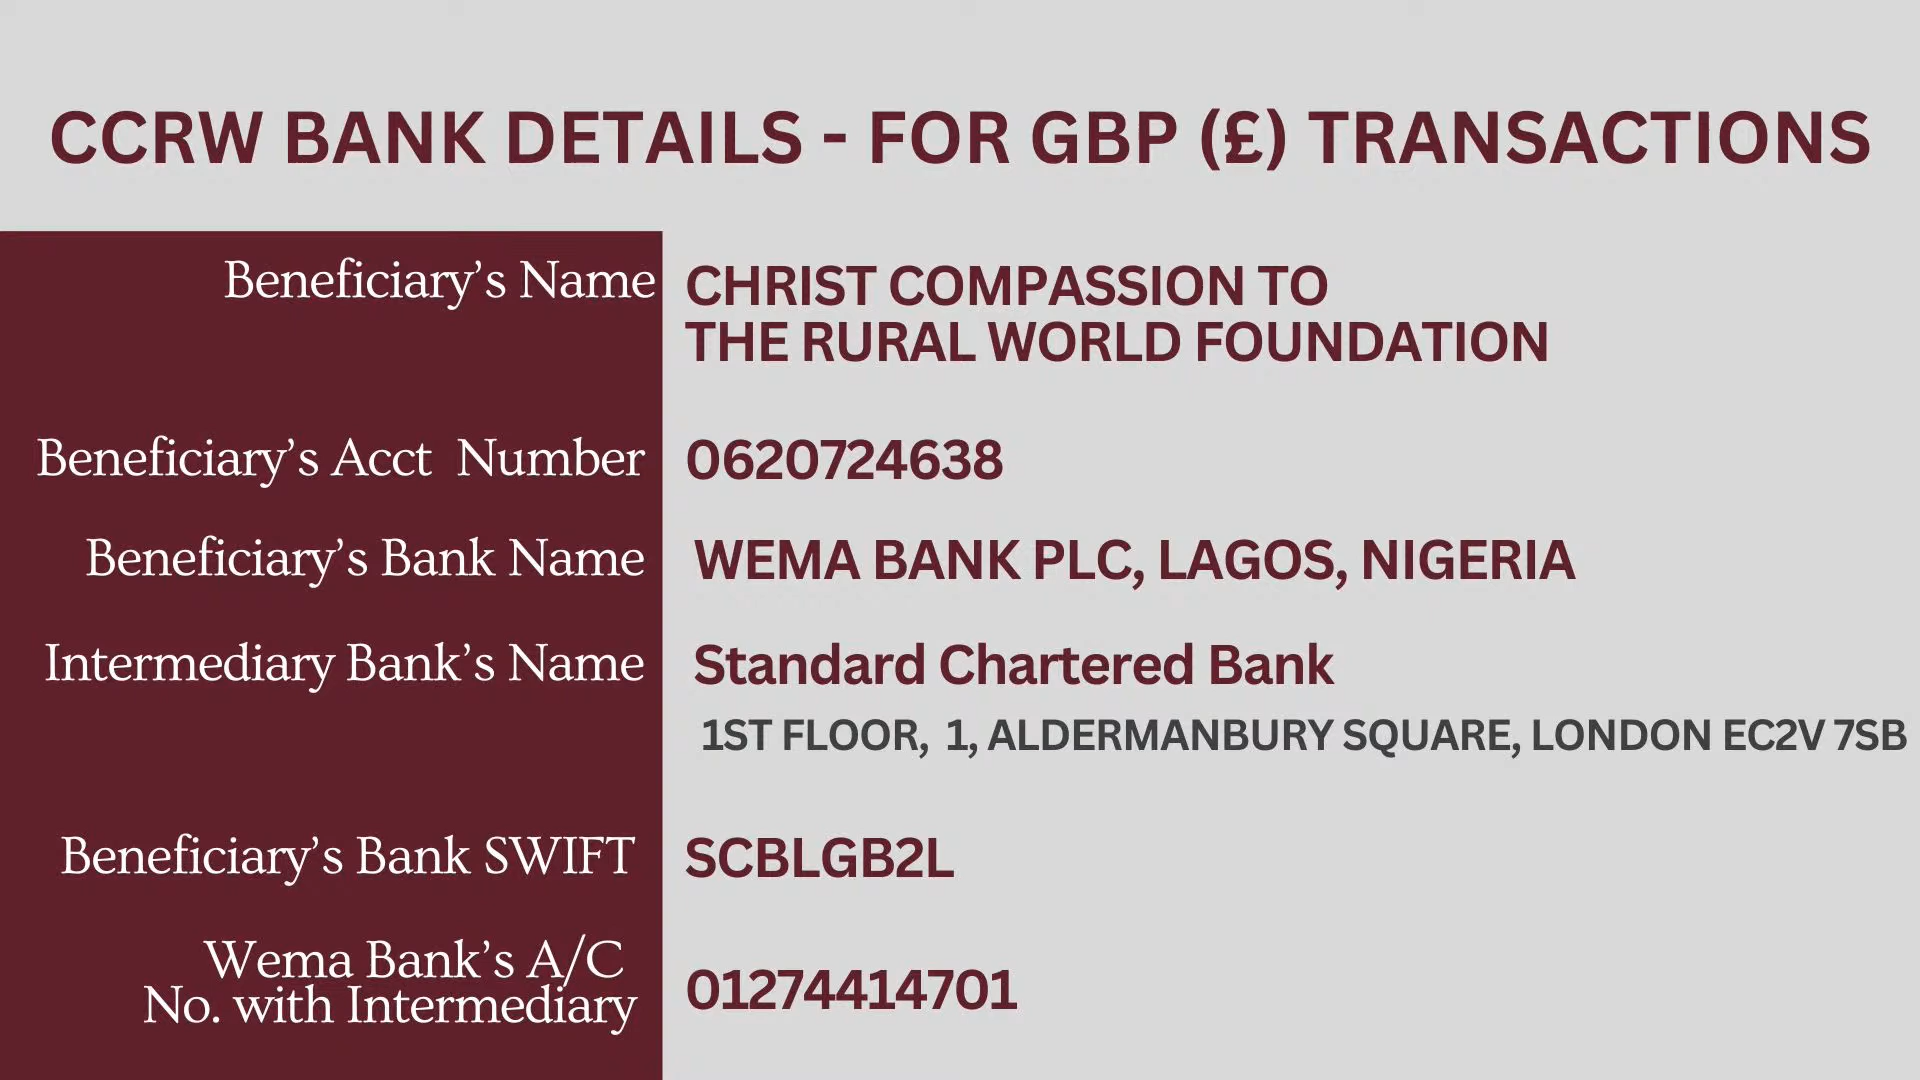 CCRW BANK DETAILS - FOR GBP (£) TRANSACTIONS
Beneficiary's Name
CHRIST COMPASSION TO
THE RURAL WORLD FOUNDATION
Beneficiary's Acct Number
0620724638
Beneficiary's Bank Name
WEMA BANK PLC, LAGOS, NIGERIA
Intermediary Bank's Name
Standard Chartered Bank
1ST FLOOR, 1, ALDERMANBURY SQUARE, LONDON EC2V 7SB
Beneficiary's Bank SWIFT
SCBLGB2L
Wema Bank's A/C
No. with Intermediary
01274414701